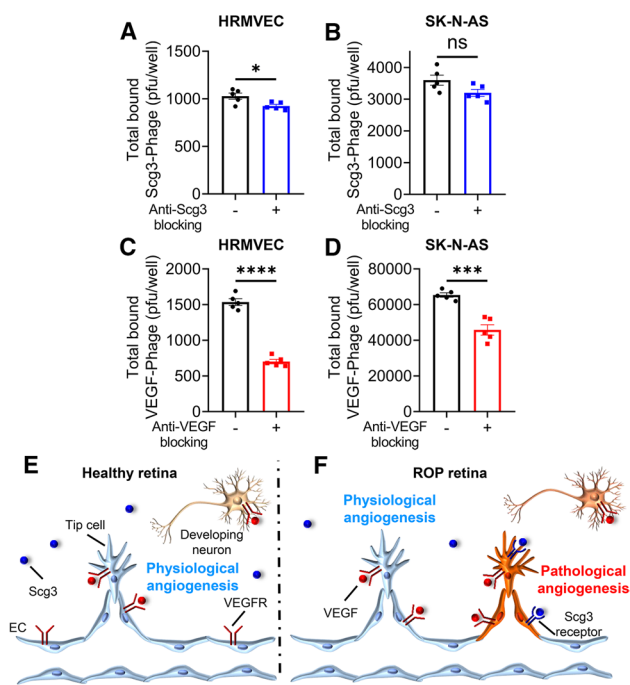 A
HRMVEC
Total bound
Scg3-Phage (pfu/well)
1500
1000
500
0
*
Anti-Scg3
blocking
- +
B
SK-N-AS
Total bound
Scg3-Phage (pfu/well)
4000
3000
2000
1000
0
ns
Anti-Scg3
blocking
- +
C
HRMVEC
Total bound
VEGF-Phage (pfu/well)
2000
1500
1000
500
0
****
Anti-VEGF
blocking
- +
D
SK-N-AS
Total bound
VEGF-Phage (pfu/well)
80000
60000
40000
20000
0
***
Anti-VEGF
blocking
- +
E
Healthy retina
Tip cell
Developing
neuron
Physiological
angiogenesis
Scg3
VEGFR
EC
F
ROP retina
Physiological
angiogenesis
Pathological
angiogenesis
VEGF
Scg3
receptor